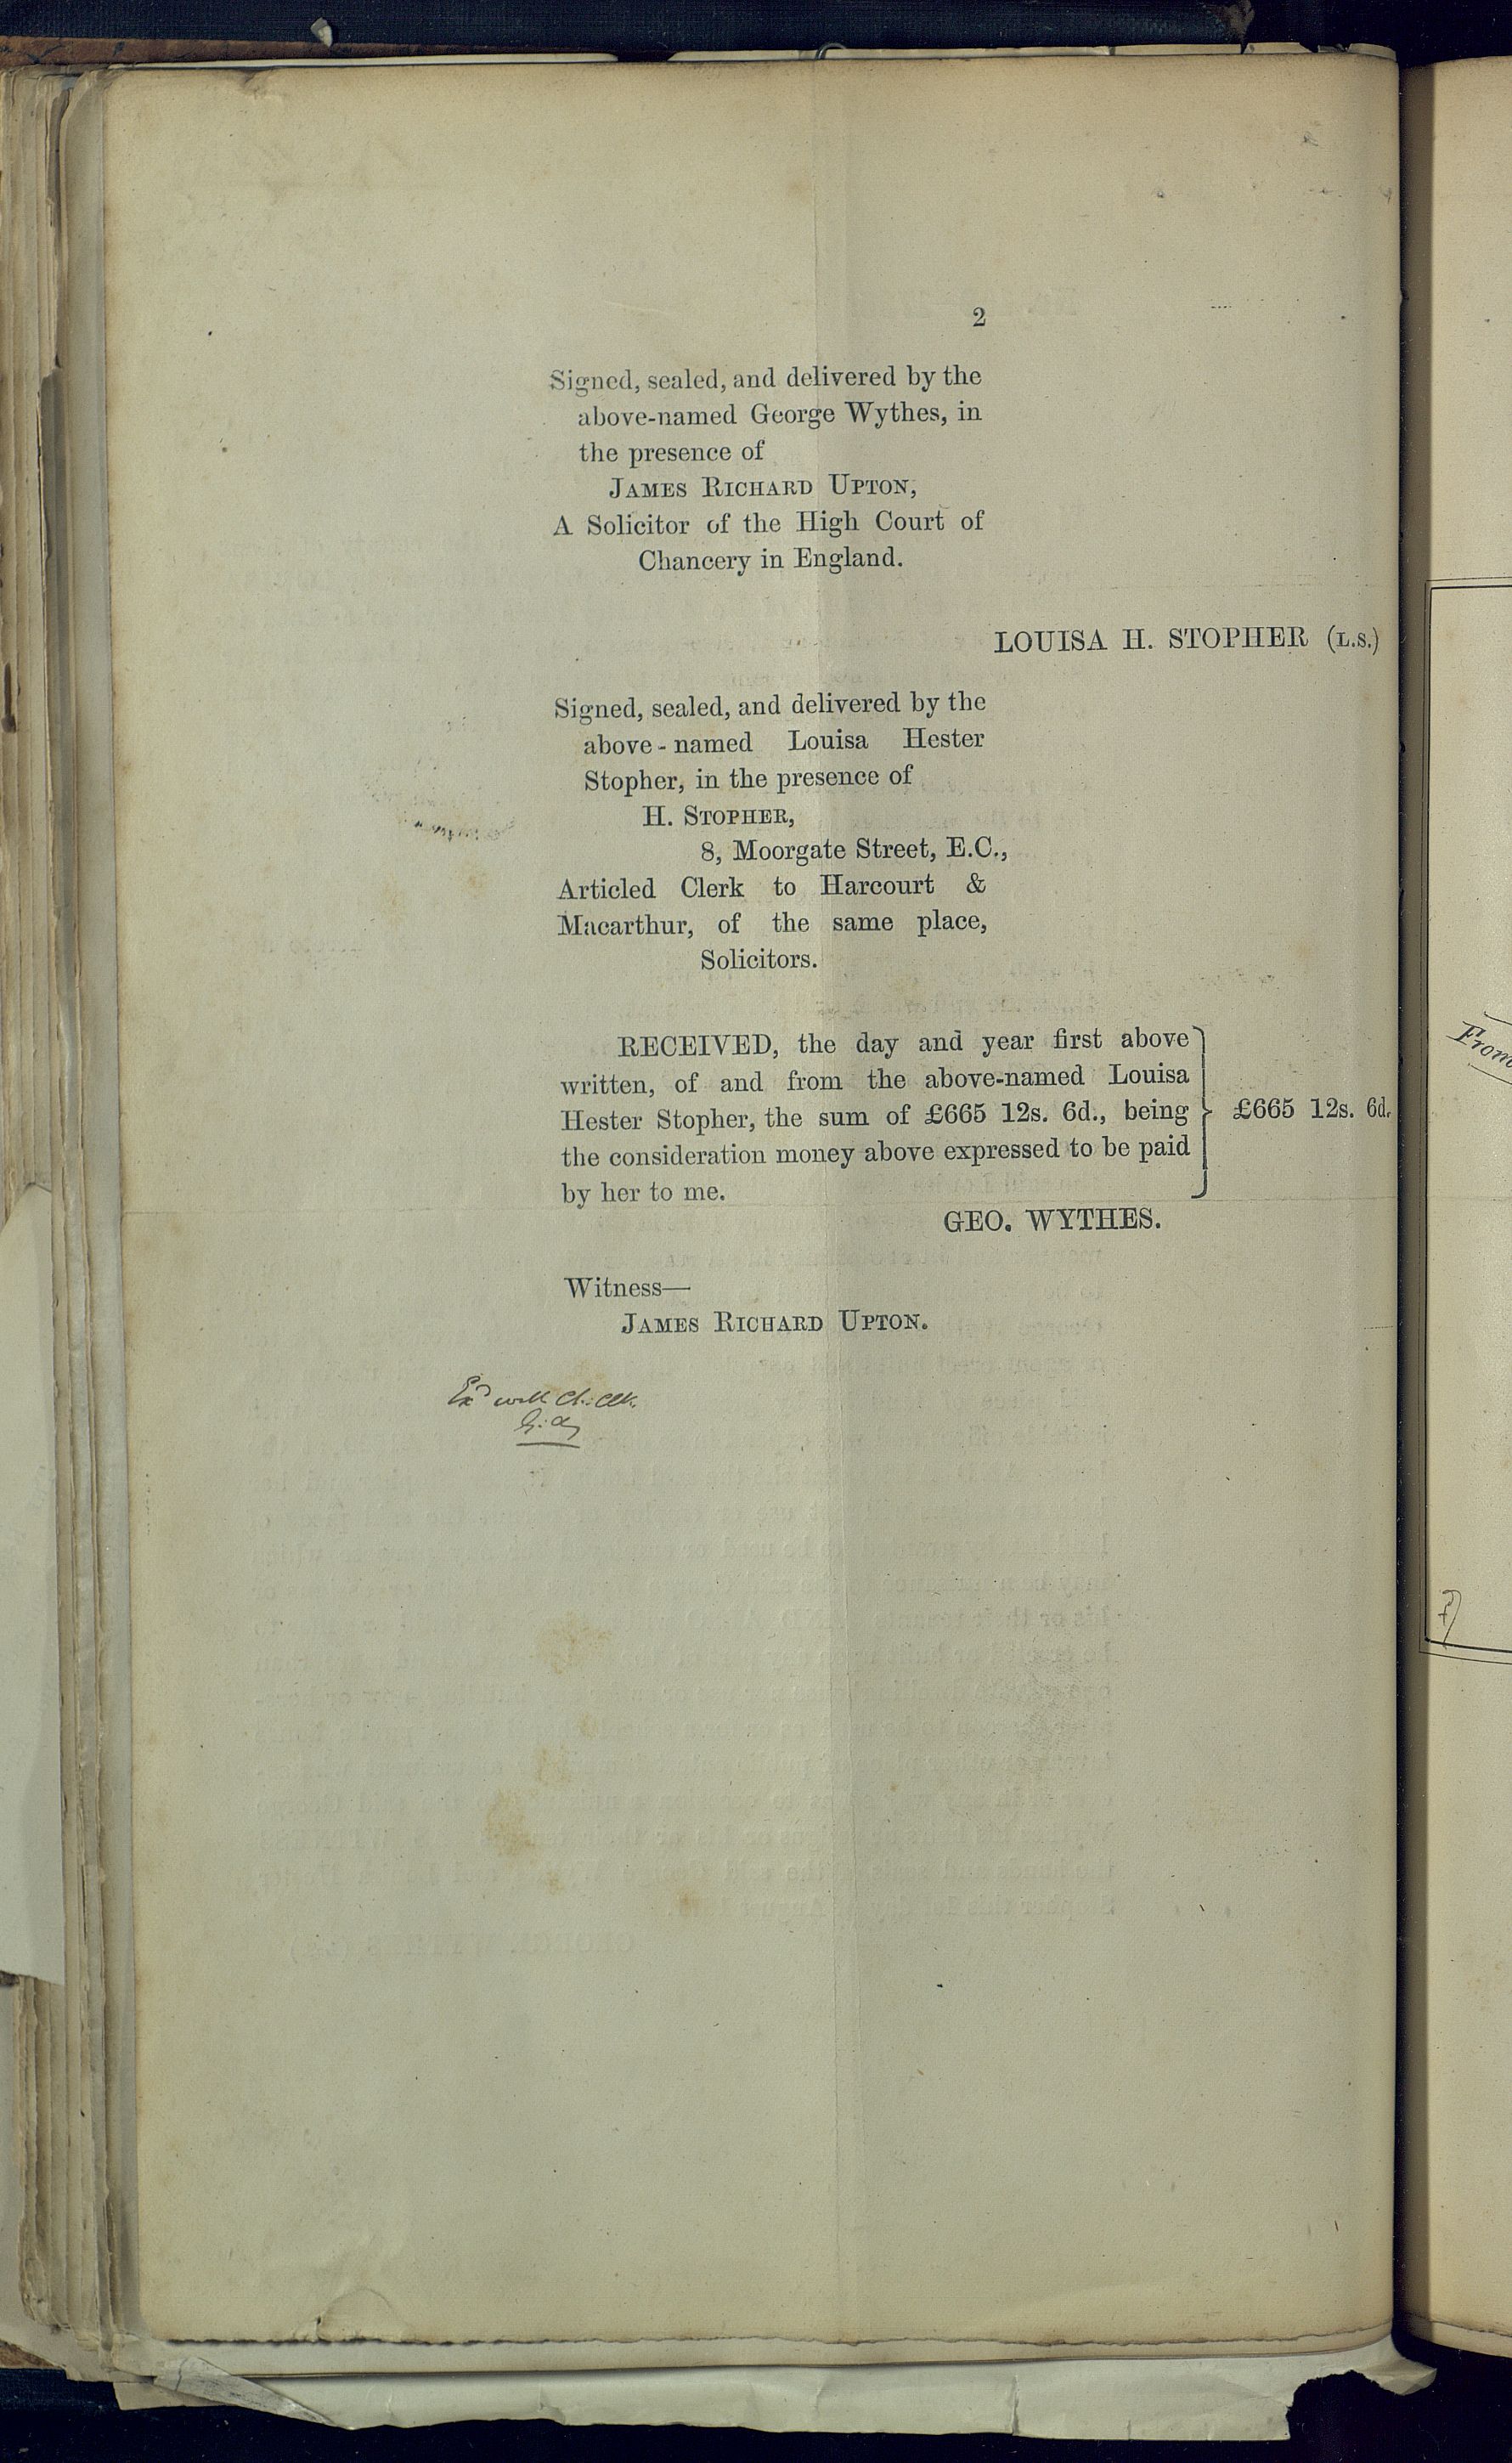 2
Signed, sealed, and delivered by the
above-named George Wythes, in
the presence of
JAMES RICHARD UPTON,
A Solicitor of the High Court of
Chancery in England.
LOUISA H. STOPHER (L.S.)
Signed, sealed, and delivered by the
above-named Louisa Hester
Stopher, in the presence of
H. STOPHER,
8, Moorgate Street, E.C.,
Articled Clerk to Harcourt &
Macarthur, of the same place,
Solicitors.
RECEIVED, the day and year first above
written, of and from the above-named Louisa
Hester Stopher, the sum of £665 12s. 6d., being £665 12s. 6d.
the consideration money above expressed to be paid
by her to me.
GEO. WYTHES.
Witness—
JAMES RICHARD UPTON.
Exd with
From